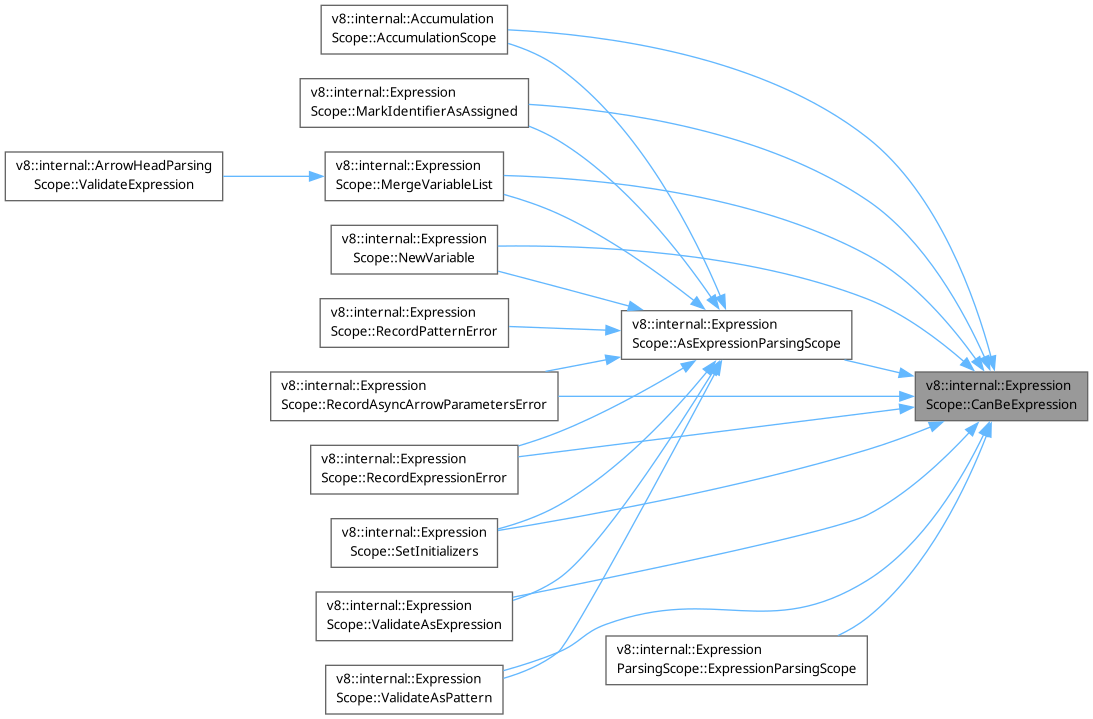 v8::internal::Accumulation
Scope::AccumulationScope
v8::internal::Expression
Scope::MarkIdentifierAsAssigned
v8::internal::ArrowHeadParsing
Scope::ValidateExpression
v8::internal::Expression
Scope::MergeVariableList
v8::internal::Expression
Scope::NewVariable
v8::internal::Expression
Scope::RecordPatternError
v8::internal::Expression
Scope::AsExpressionParsingScope
v8::internal::Expression
Scope::RecordAsyncArrowParametersError
v8::internal::Expression
Scope::CanBeExpression
v8::internal::Expression
Scope::RecordExpressionError
v8::internal::Expression
Scope::SetInitializers
v8::internal::Expression
Scope::ValidateAsExpression
v8::internal::Expression
ParsingScope::ExpressionParsingScope
v8::internal::Expression
Scope::ValidateAsPattern